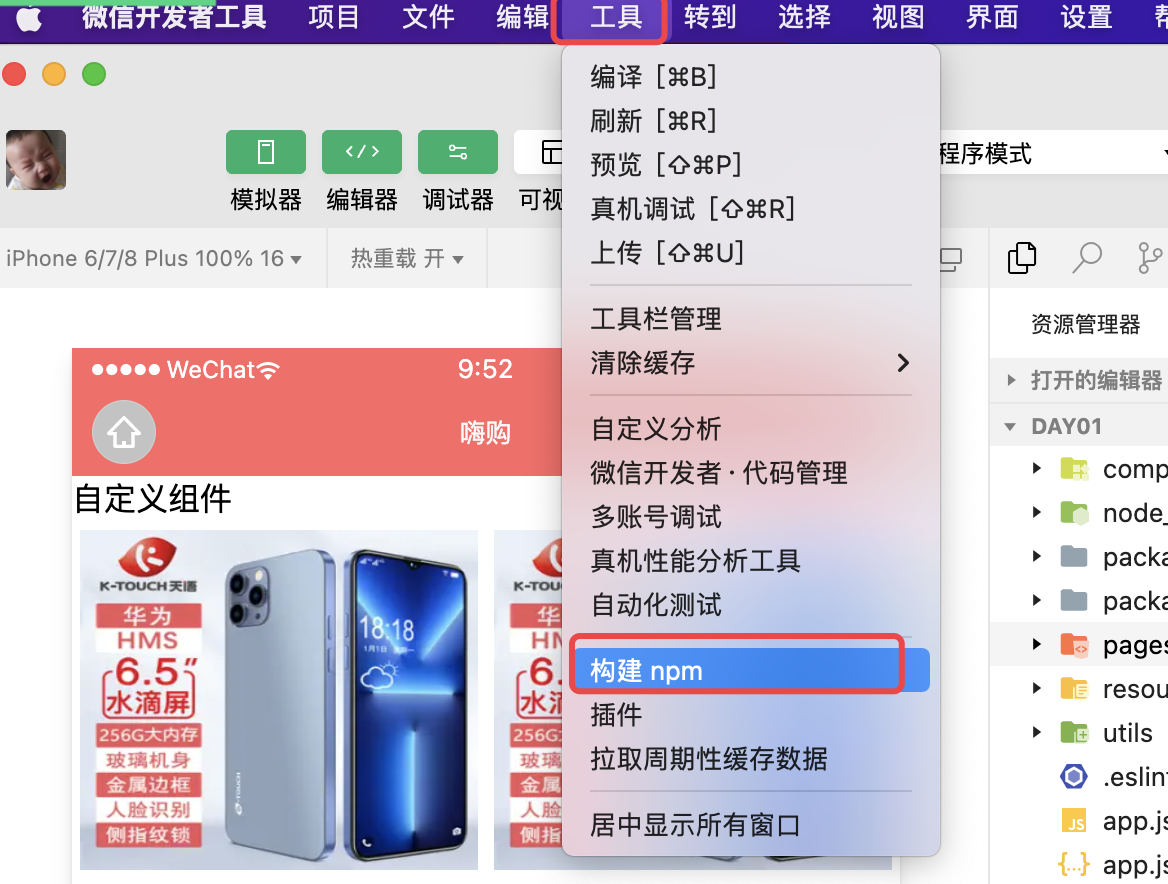 微信开发者工具 项目 文件 编辑 工具 转到 选择 视图 界面 设置
编译 [⌘B]
刷新 [⌘R]
预览 [⇧⌘P]
真机调试 [⇧⌘R]
上传 [⇧⌘U]
工具栏管理
清除缓存
自定义分析
微信开发者·代码管理
多账号调试
真机性能分析工具
自动化测试
构建 npm
插件
拉取周期性缓存数据
居中显示所有窗口
模拟器 编辑器 调试器 可视
程序模式
iPhone 6/7/8 Plus 100% 16 热重载 开
WeChat 9:52
嗨购
自定义组件
K-TOUCH天语
华为
HMS
6.5”
水滴屏
256G大内存
玻璃机身
金属边框
人脸识别
侧指纹锁
18:18
K-TOUCH
K-TOU
华
HM
6.
水
256G
玻璃
金属
人脸
侧指
资源管理器
打开的编辑器
DAY01
comp
node_
packa
packa
pages
resou
utils
.eslint
JS app.js
{...} app.js